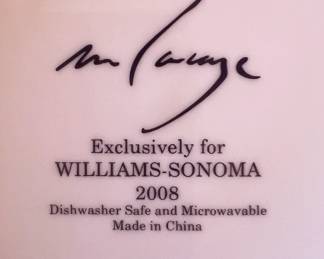 Exclusively for
WILLIAMS-SONOMA
2008
Dishwasher Safe and Microwavable
Made in China